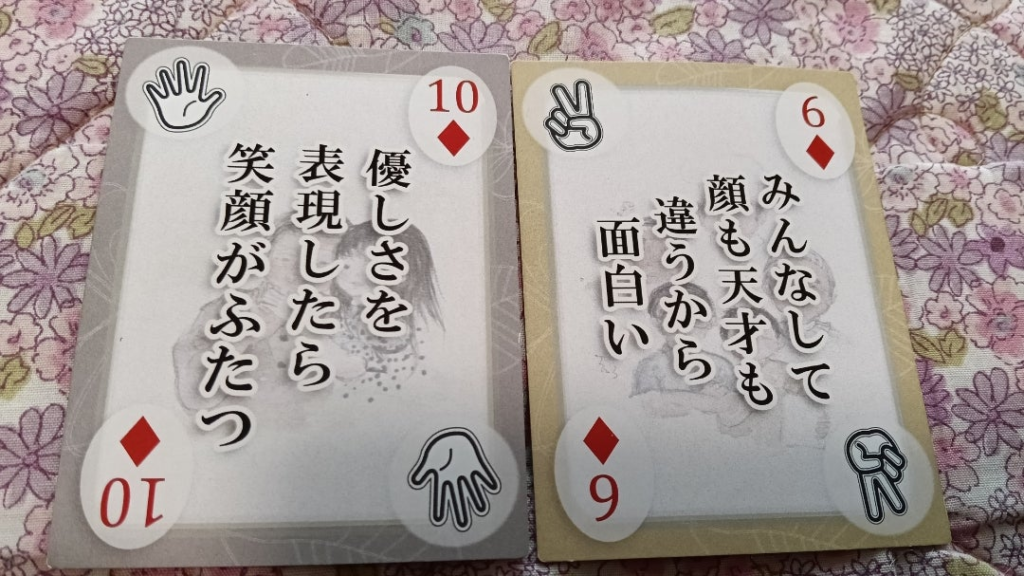 10
優しさを
表現したら
笑顔がふたつ
10
6
みんなして
顔も天才も
違うから
面白い
6